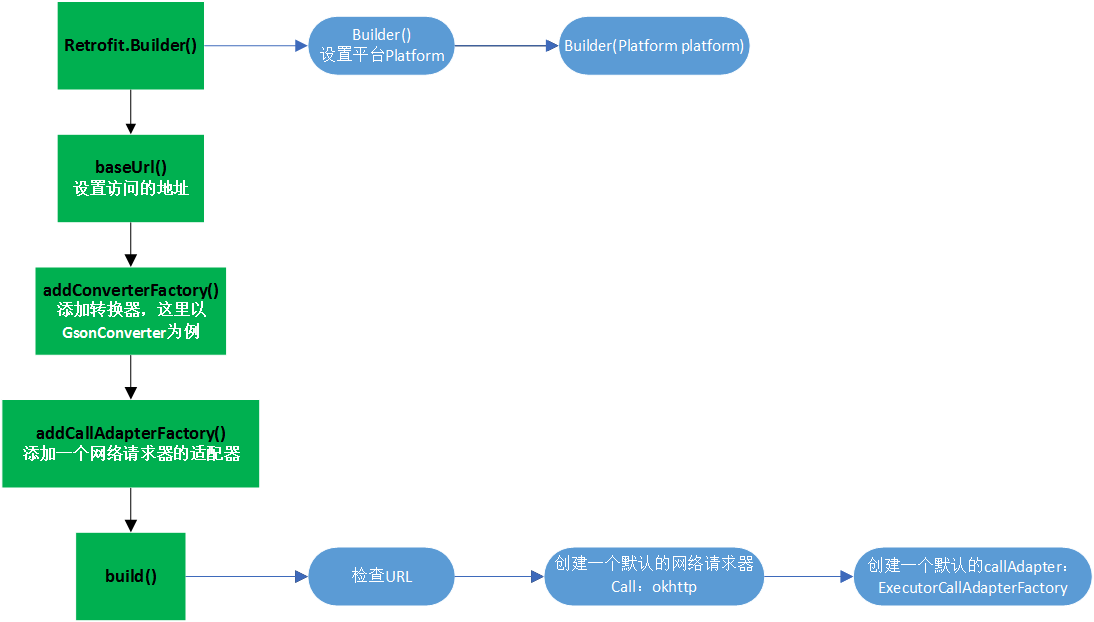 Retrofit.Builder()
Builder()
设置平台Platform
Builder(Platform platform)
baseUrl()
设置访问的地址
addConverterFactory()
添加转换器，这里以
GsonConverter为例
addCallAdapterFactory()
添加一个网络请求器的适配器
build()
检查URL
创建一个默认的网络请求器
Call：okhttp
创建一个默认的callAdapter：
ExecutorCallAdapterFactory